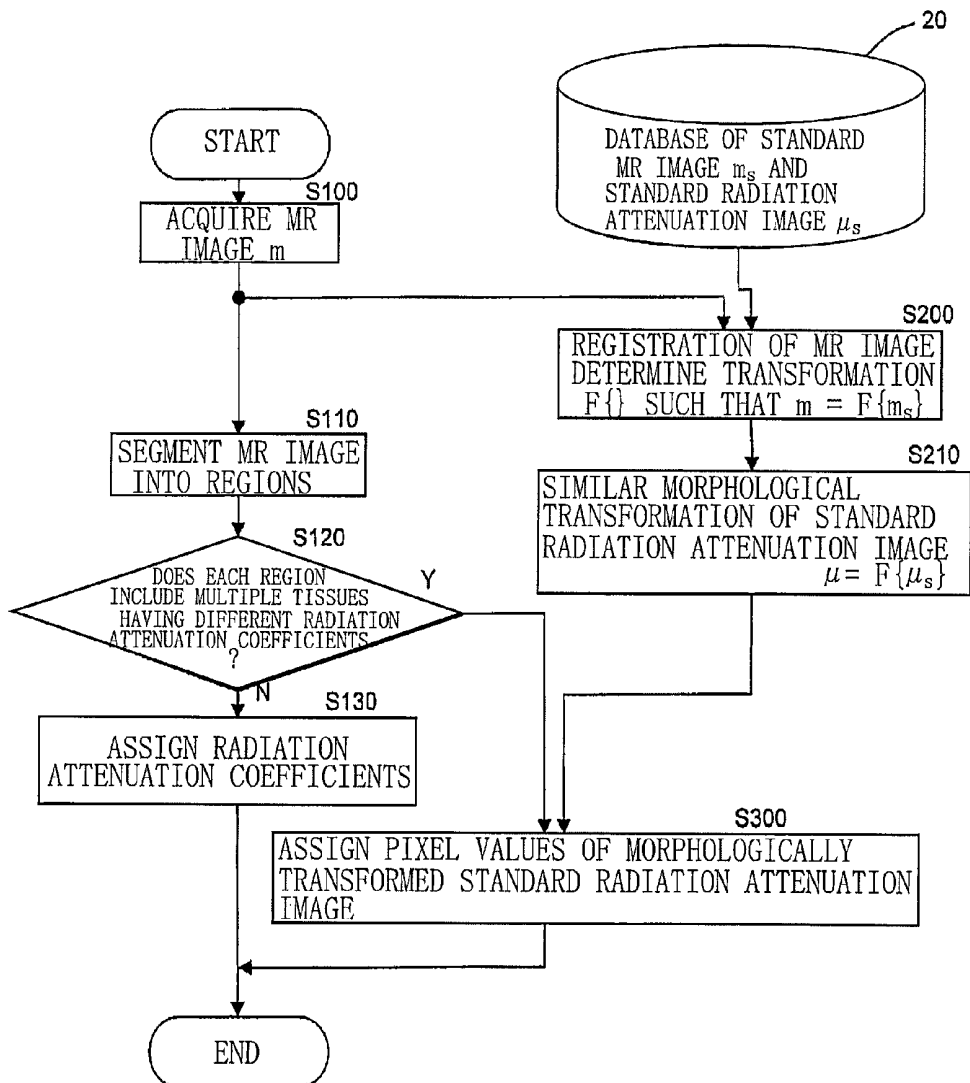 20
DATABASE OF STANDARD
MR IMAGE ms AND
STANDARD RADIATION
ATTENUATION IMAGE μs
START
S100
ACQUIRE MR
IMAGE m
S200
REGISTRATION OF MR IMAGE
DETERMINE TRANSFORMATION
F{} SUCH THAT m = F{ms}
S110
SEGMENT MR IMAGE
INTO REGIONS
S210
SIMILAR MORPHOLOGICAL
TRANSFORMATION OF STANDARD
RADIATION ATTENUATION IMAGE
μ = F{μs}
S120
DOES EACH REGION
INCLUDE MULTIPLE TISSUES
HAVING DIFFERENT RADIATION
ATTENUATION COEFFICIENTS
?
Y
N
S130
ASSIGN RADIATION
ATTENUATION COEFFICIENTS
S300
ASSIGN PIXEL VALUES OF MORPHOLOGICALLY
TRANSFORMED STANDARD RADIATION ATTENUATION
IMAGE
END